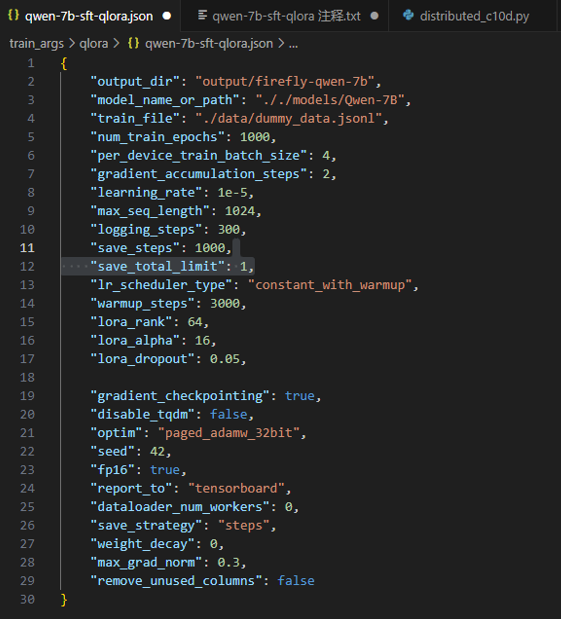 {} qwen-7b-sft-qlora.json ● qwen-7b-sft-qlora 注释.txt ● distributed_c10d.py
train_args > qlora > {} qwen-7b-sft-qlora.json > ...
1 {
2 "output_dir": "output/firefly-qwen-7b",
3 "model_name_or_path": "././models/Qwen-7B",
4 "train_file": "./data/dummy_data.jsonl",
5 "num_train_epochs": 1000,
6 "per_device_train_batch_size": 4,
7 "gradient_accumulation_steps": 2,
8 "learning_rate": 1e-5,
9 "max_seq_length": 1024,
10 "logging_steps": 300,
11 "save_steps": 1000,
12 "save_total_limit": 1,
13 "lr_scheduler_type": "constant_with_warmup",
14 "warmup_steps": 3000,
15 "lora_rank": 64,
16 "lora_alpha": 16,
17 "lora_dropout": 0.05,
18
19 "gradient_checkpointing": true,
20 "disable_tqdm": false,
21 "optim": "paged_adamw_32bit",
22 "seed": 42,
23 "fp16": true,
24 "report_to": "tensorboard",
25 "dataloader_num_workers": 0,
26 "save_strategy": "steps",
27 "weight_decay": 0,
28 "max_grad_norm": 0.3,
29 "remove_unused_columns": false
30 }